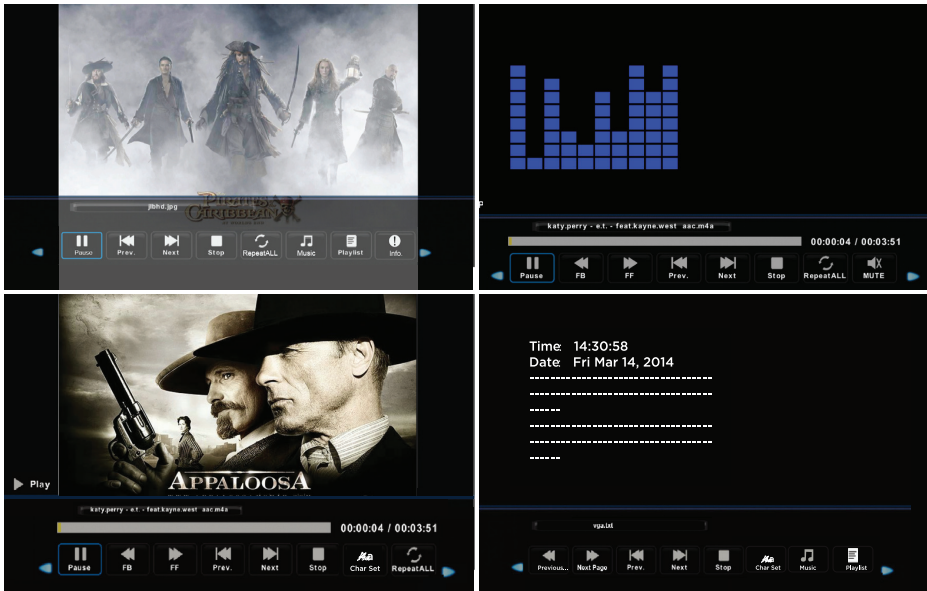 PIRATES
CARIBBEAN
jlbhd.jpg
Pause Prev. Next Stop RepeatALL Music Playlist Info.
P
katy.perry - e.t. - feat.kayne.west aac.m4a
00:00:04 / 00:03:51
Pause FB FF Prev. Next Stop RepeatALL MUTE
APPALOOSA
Play
katy.perry - e.t. - feat.kayne.west aac.m4a
00:00:04 / 00:03:51
Pause FB FF Prev. Next Stop Char Set RepeatALL
Time: 14:30:58
Date: Fri Mar 14, 2014
-----------------------------------
-----------------------------------
------
-----------------------------------
-----------------------------------
------
vga.txt
Previous... Next Page Prev. Next Stop Char Set Music Playlist